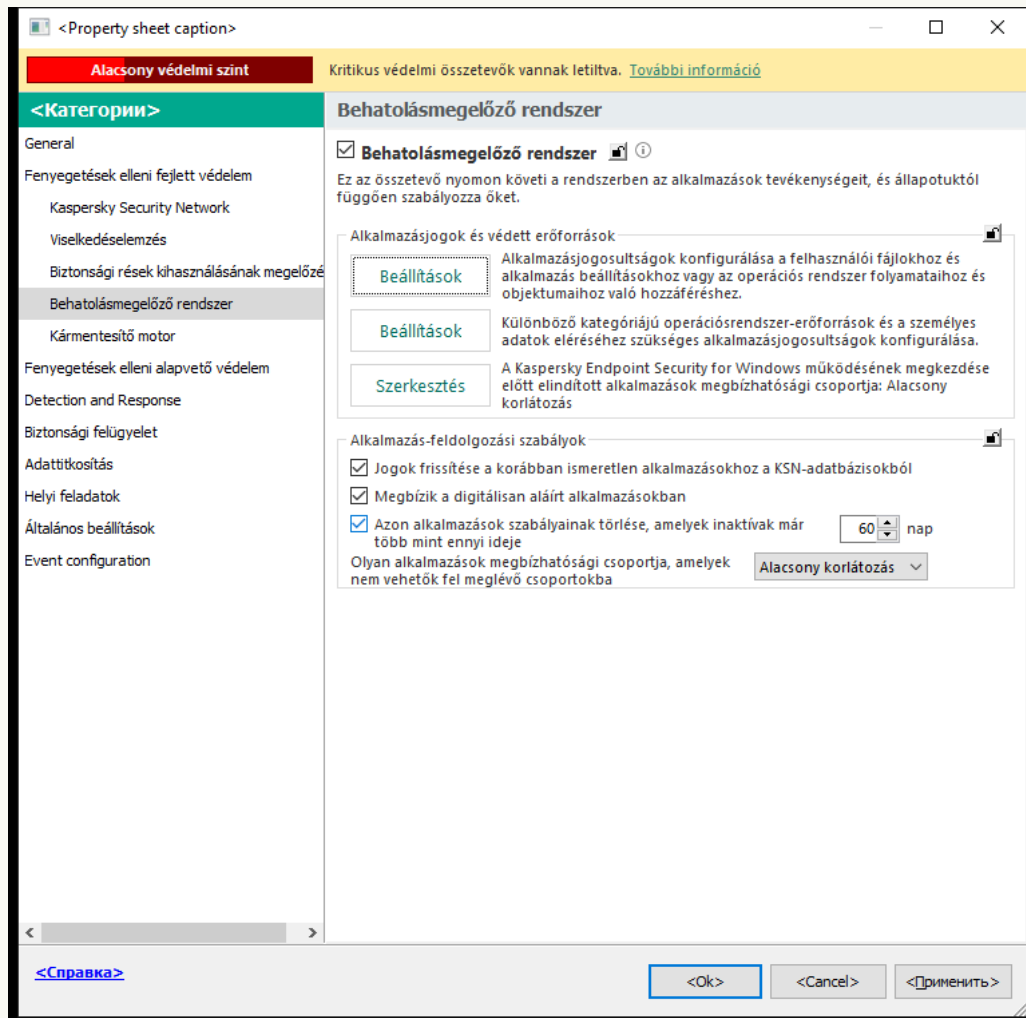 <Property sheet caption>
Alacsony védelmi szint
Kritikus védelmi összetevők vannak letiltva. További információ
<Категории>
General
Fenyegetések elleni fejlett védelem
Kaspersky Security Network
Viselkedéselemzés
Biztonsági rések kihasználásának megelőzé
Behatolásmegelőző rendszer
Kármentesítő motor
Fenyegetések elleni alapvető védelem
Detection and Response
Biztonsági felügyelet
Adattitkosítás
Helyi feladatok
Általános beállítások
Event configuration
Behatolásmegelőző rendszer
Behatolásmegelőző rendszer
Ez az összetevő nyomon követi a rendszerben az alkalmazások tevékenységeit, és állapotuktól
függően szabályozza őket.
Alkalmazásjogok és védett erőforrások
Beállítások
Alkalmazásjogosultságok konfigurálása a felhasználói fájlokhoz és
alkalmazás beállításokhoz vagy az operációs rendszer folyamataihoz és
objektumaihoz való hozzáféréshez.
Beállítások
Különböző kategóriájú operációsrendszer-erőforrások és a személyes
adatok eléréséhez szükséges alkalmazásjogosultságok konfigurálása.
Szerkesztés
A Kaspersky Endpoint Security for Windows működésének megkezdése
előtt elindított alkalmazások megbízhatósági csoportja: Alacsony
korlátozás
Alkalmazás-feldolgozási szabályok
Jogok frissítése a korábban ismeretlen alkalmazásokhoz a KSN-adatbázisokból
Megbízik a digitálisan aláírt alkalmazásokban
Azon alkalmazások szabályainak törlése, amelyek inaktívak már
több mint ennyi ideje
60 nap
Olyan alkalmazások megbízhatósági csoportja, amelyek
nem vehetők fel meglévő csoportokba
Alacsony korlátozás
<Справка>
<Ok>
<Cancel>
<Применить>